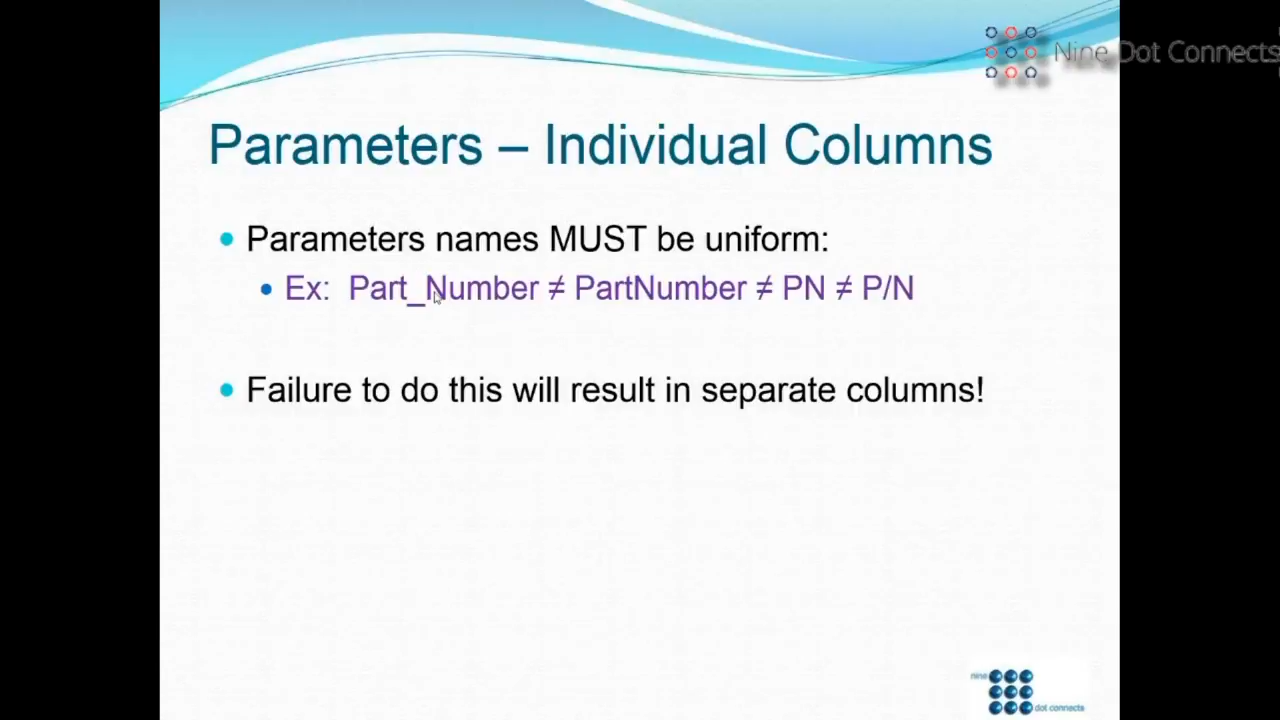 Nine Dot Connects
Parameters – Individual Columns
Parameters names MUST be uniform:
Ex: Part_Number ≠ PartNumber ≠ PN ≠ P/N
Failure to do this will result in separate columns!
nine
dot connects